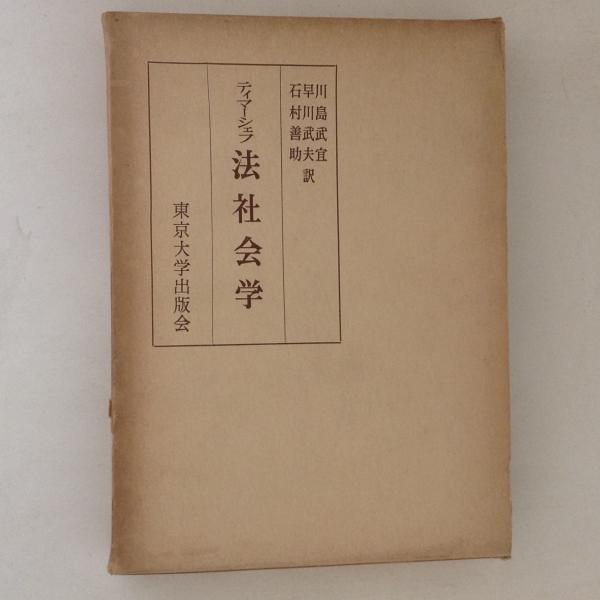 川島武宜
早川武夫訳
石村善助
ティマーシェフ 法社会学
東京大学出版会